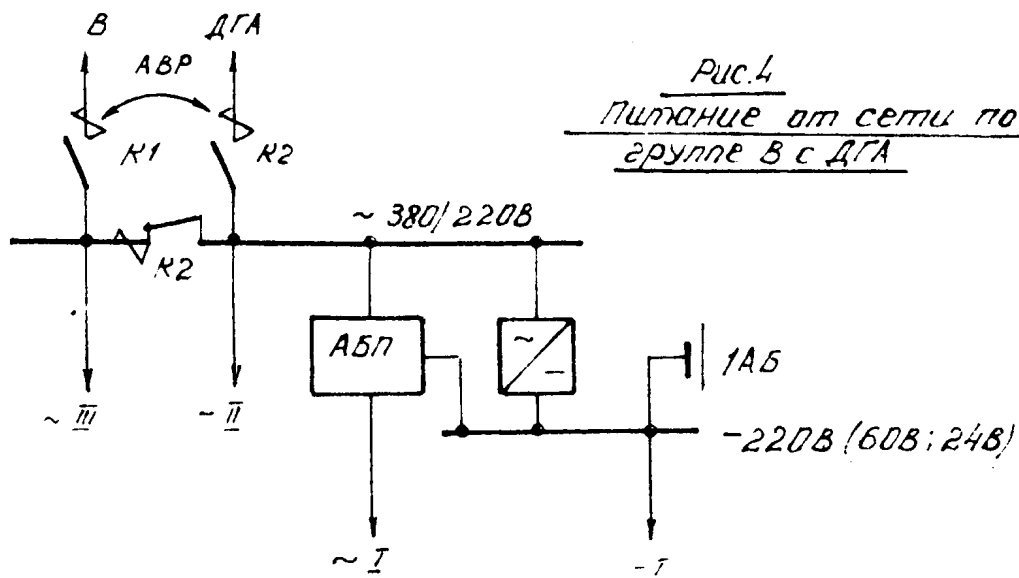 В
ДГА
АВР
К1
К2
К2
Рис.4
Питание от сети по
группе В с ДГА
~ 380/220В
АБП
~
–
1АБ
-220В (60В; 24В)
~ III
- II
~ I
- I